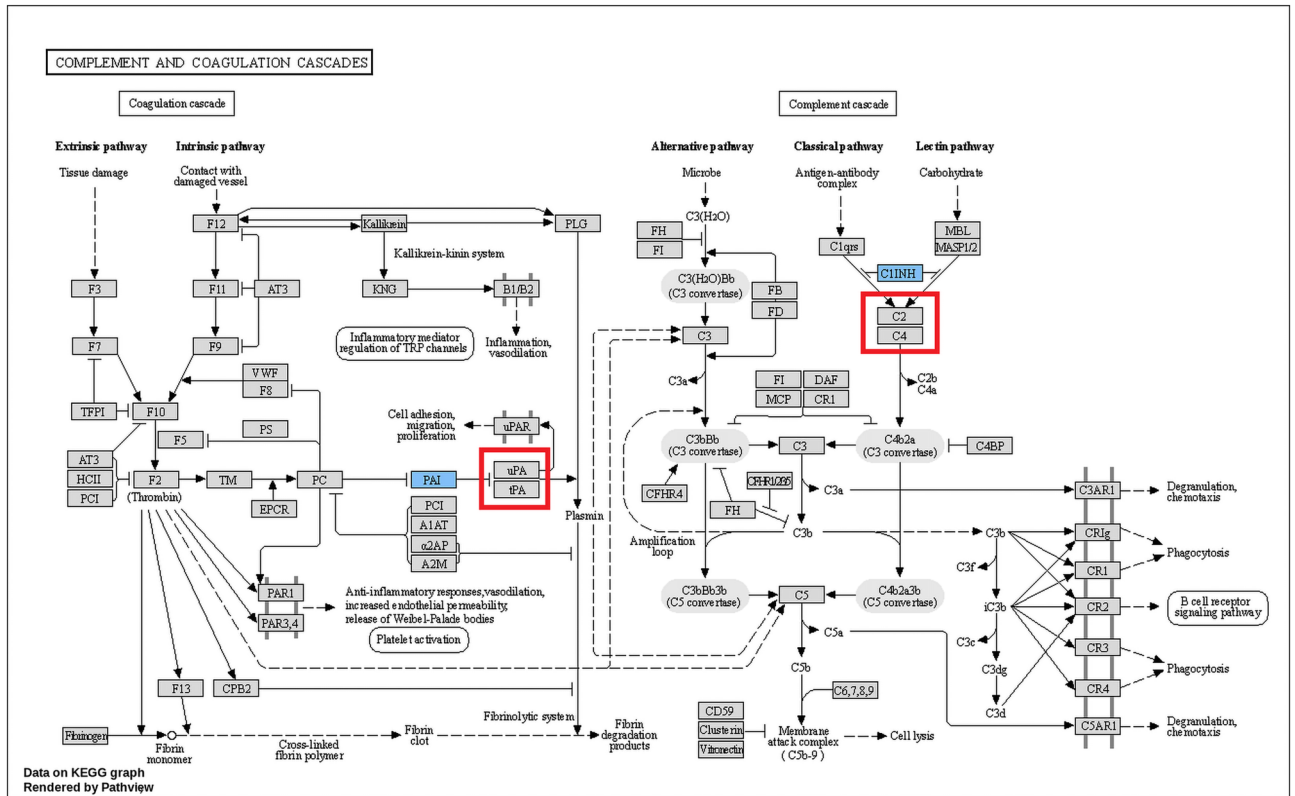 COMPLEMENT AND COAGULATION CASCADES
Coagulation cascade
Complement cascade
Extrinsic pathway
Intrinsic pathway
Alternative pathway
Classical pathway
Lectin pathway
Tissue damage
Contact with
damaged vessel
Microbe
Antigen-antibody
complex
Carbohydrate
F12
Kallikrein
PLG
C3(H2O)
FH
FI
C1qrs
MBL
MASP1/2
Kallikrein-kinin system
C1INH
F3
F11
AT3
KNG
B1/B2
C3(H2O)Bb
(C3 convertase)
FB
FD
C2
C4
F7
F9
Inflammatory mediator
regulation of TRP channels
Inflammation,
vasodilation
C3
VWF
F8
C3a
FI
DAF
MCP
CR1
C2b
C4a
TFPI
F10
F5
PS
Cell adhesion,
migration,
proliferation
uPAR
C3bBb
(C3 convertase)
C3
C4b2a
(C3 convertase)
C4BP
AT3
HCII
PCI
F2
(Thrombin)
TM
PC
PAI
uPA
tPA
EPCR
CFHR4
CFHR1235
FH
C3a
C3AR1
Degranulation,
chemotaxis
PCI
A1AT
α2AP
A2M
Plasmin
Amplification
loop
C3b
C3b
CRIg
Phagocytosis
C3f
CR1
PAR1
PAR3,4
Anti-inflammatory responses,vasodilation,
increased endothelial permeability,
release of Weibel-Palade bodies
Platelet activation
C3bBb3b
(C5 convertase)
C5
C4b2a3b
(C5 convertase)
iC3b
CR2
B cell receptor
signaling pathway
C5a
C3c
CR3
C3dg
Phagocytosis
C5b
CR4
C3d
F13
CPB2
C6,7,8,9
CD59
Clusterin
Vitronectin
Fibrinolytic system
C5AR1
Degranulation,
chemotaxis
Fibrinogen
Fibrin
monomer
Cross-linked
fibrin polymer
Fibrin
clot
Fibrin
degradation
products
Membrane
attack complex
(C5b-9)
Cell lysis
Data on KEGG graph
Rendered by Pathview